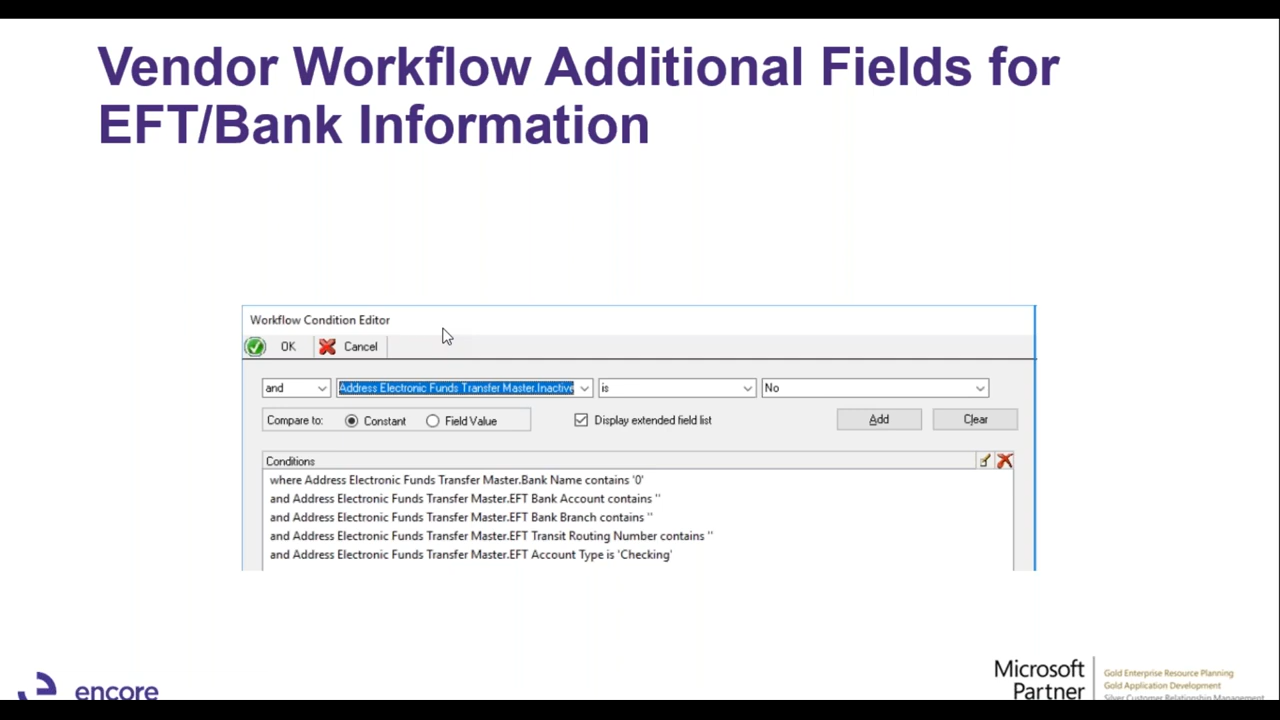 Vendor Workflow Additional Fields for
EFT/Bank Information
Workflow Condition Editor
OK Cancel
and Address Electronic Funds Transfer Master.Inactive is No
Compare to: Constant Field Value Display extended field list Add Clear
Conditions
where Address Electronic Funds Transfer Master.Bank Name contains '0'
and Address Electronic Funds Transfer Master.EFT Bank Account contains ''
and Address Electronic Funds Transfer Master.EFT Bank Branch contains ''
and Address Electronic Funds Transfer Master.EFT Transit Routing Number contains ''
and Address Electronic Funds Transfer Master.EFT Account Type is 'Checking'
encore
Microsoft
Partner
Gold Enterprise Resource Planning
Gold Application Development
Silver Customer Relationship Management